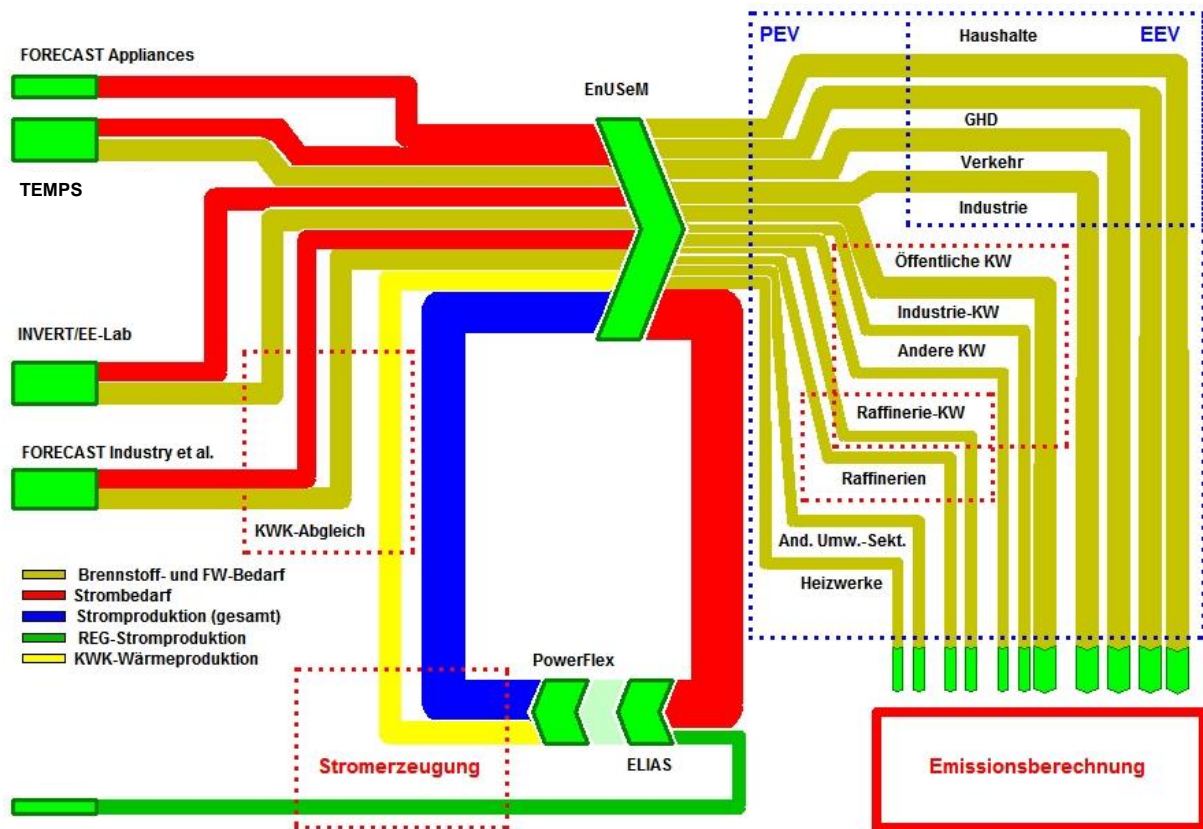 FORECAST Appliances
TEMPS
INVERT/EE-Lab
FORECAST Industry et al.
KWK-Abgleich
Brennstoff- und FW-Bedarf
Strombedarf
Stromproduktion (gesamt)
REG-Stromproduktion
KWK-Wärmeproduktion
EnUSeM
PowerFlex
ELIAS
Stromerzeugung
PEV
EEV
Haushalte
GHD
Verkehr
Industrie
Öffentliche KW
Industrie-KW
Andere KW
Raffinerie-KW
Raffinerien
And. Umw.-Sekt.
Heizwerke
Emissionsberechnung